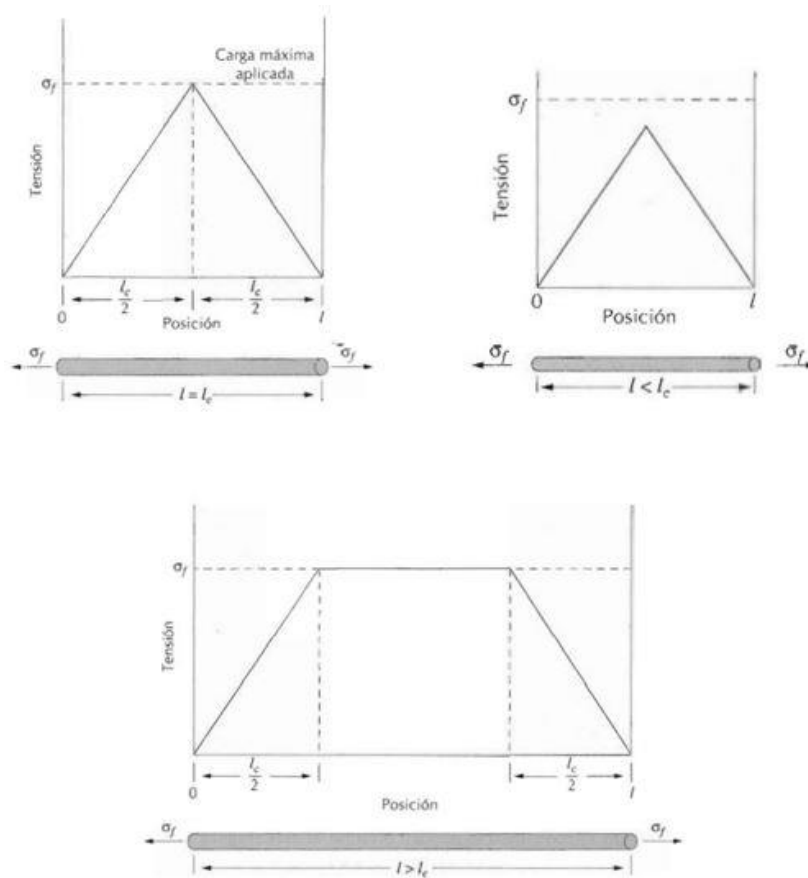 Carga máxima
aplicada
σf
Tensión
lc
2
lc
2
0
Posición
l
σf
σf
l = lc
σf
Tensión
0
l
Posición
σf
σf
l < lc
σf
Tensión
lc
2
lc
2
0
Posición
l
σf
σf
l > lc